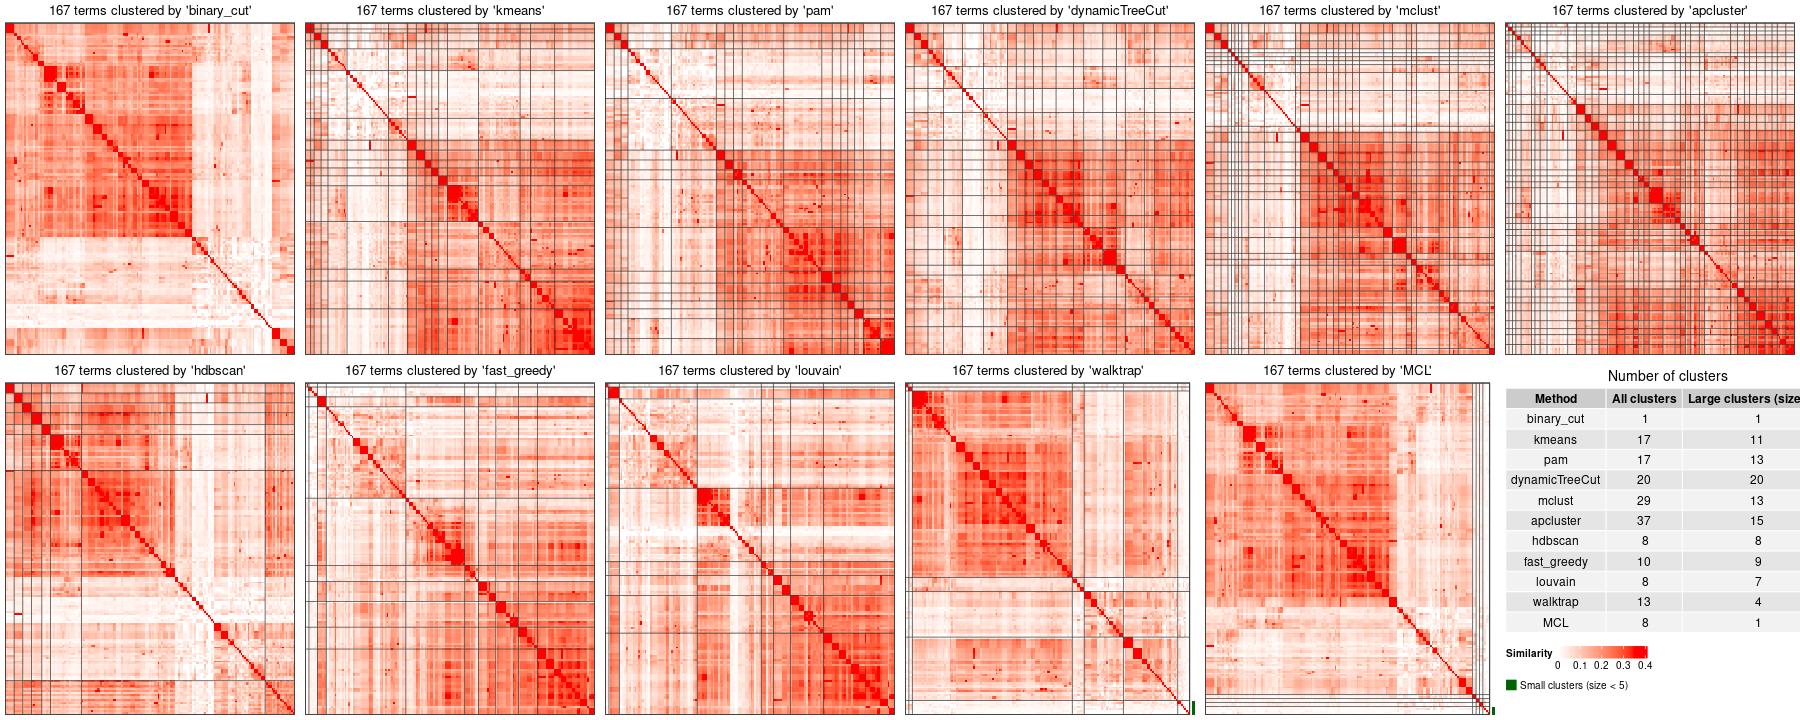 167 terms clustered by 'binary_cut'
167 terms clustered by 'kmeans'
167 terms clustered by 'pam'
167 terms clustered by 'dynamicTreeCut'
167 terms clustered by 'mclust'
167 terms clustered by 'apcluster'
167 terms clustered by 'hdbscan'
167 terms clustered by 'fast_greedy'
167 terms clustered by 'louvain'
167 terms clustered by 'walktrap'
167 terms clustered by 'MCL'
Number of clusters
Method All clusters Large clusters (size
binary_cut 1 1
kmeans 17 11
pam 17 13
dynamicTreeCut 20 20
mclust 29 13
apcluster 37 15
hdbscan 8 8
fast_greedy 10 9
louvain 8 7
walktrap 13 4
MCL 8 1
Similarity
0 0.1 0.2 0.3 0.4
Small clusters (size < 5)